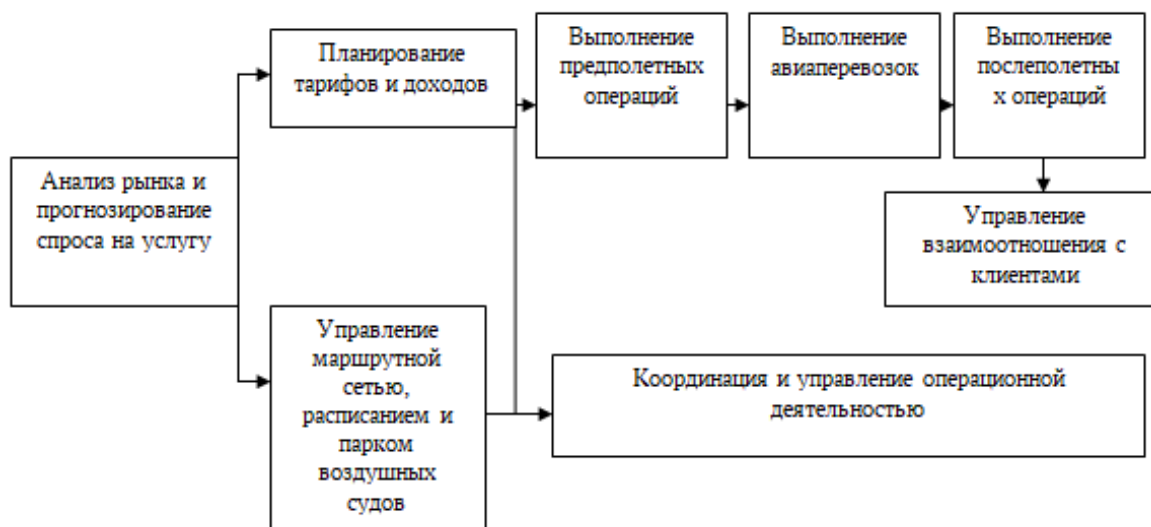 Анализ рынка и
прогнозирование
спроса на услугу
Планирование
тарифов и доходов
Управление
маршрутной
сетью,
расписанием и
парком
воздушных
судов
Выполнение
предполетных
операций
Выполнение
авиаперевозок
Выполнение
послеполетны
х операций
Управление
взаимоотношения с
клиентами
Координация и управление операционной
деятельностью